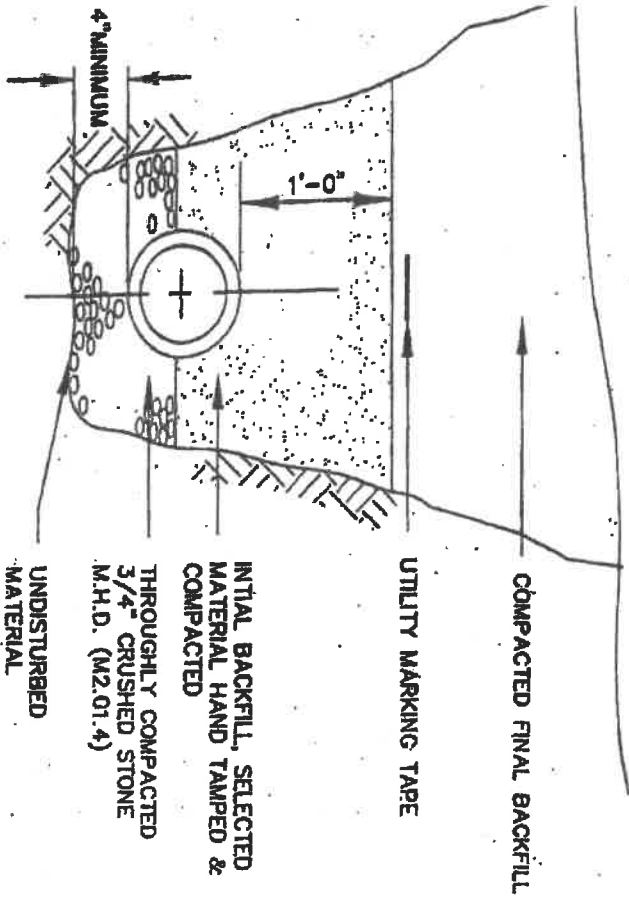 COMPACTED FINAL BACKFILL
UTILITY MARKING TAPE
1'-0"
INTIAL BACKFILL, SELECTED
MATERIAL HAND TAMPED &
COMPACTED
THROUGHLY COMPACTED
3/4" CRUSHED STONE
M.H.D. (M2.01.4)
4" MINIMUM
UNDISTURBED
MATERIAL